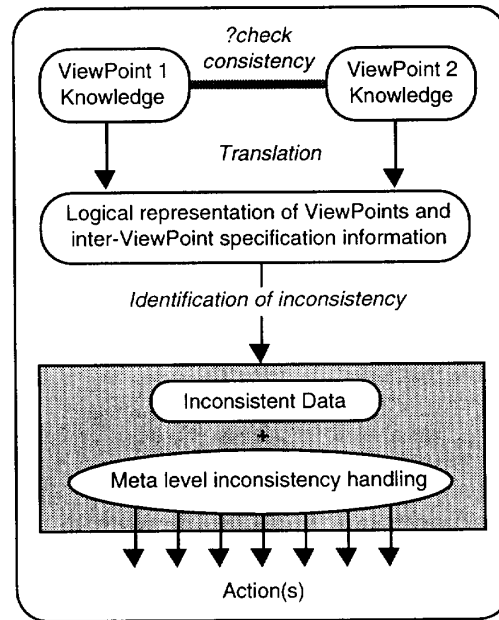 ?check
consistency
ViewPoint 1
Knowledge
ViewPoint 2
Knowledge
Translation
Logical representation of ViewPoints and
inter-ViewPoint specification information
Identification of inconsistency
Inconsistent Data
+
Meta level inconsistency handling
Action(s)